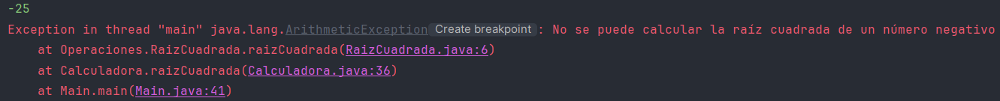 -25
Exception in thread "main" java.lang.ArithmeticException Create breakpoint : No se puede calcular la raíz cuadrada de un número negativo
    at Operaciones.RaizCuadrada.raizCuadrada(RaizCuadrada.java:6)
    at Calculadora.raizCuadrada(Calculadora.java:36)
    at Main.main(Main.java:41)